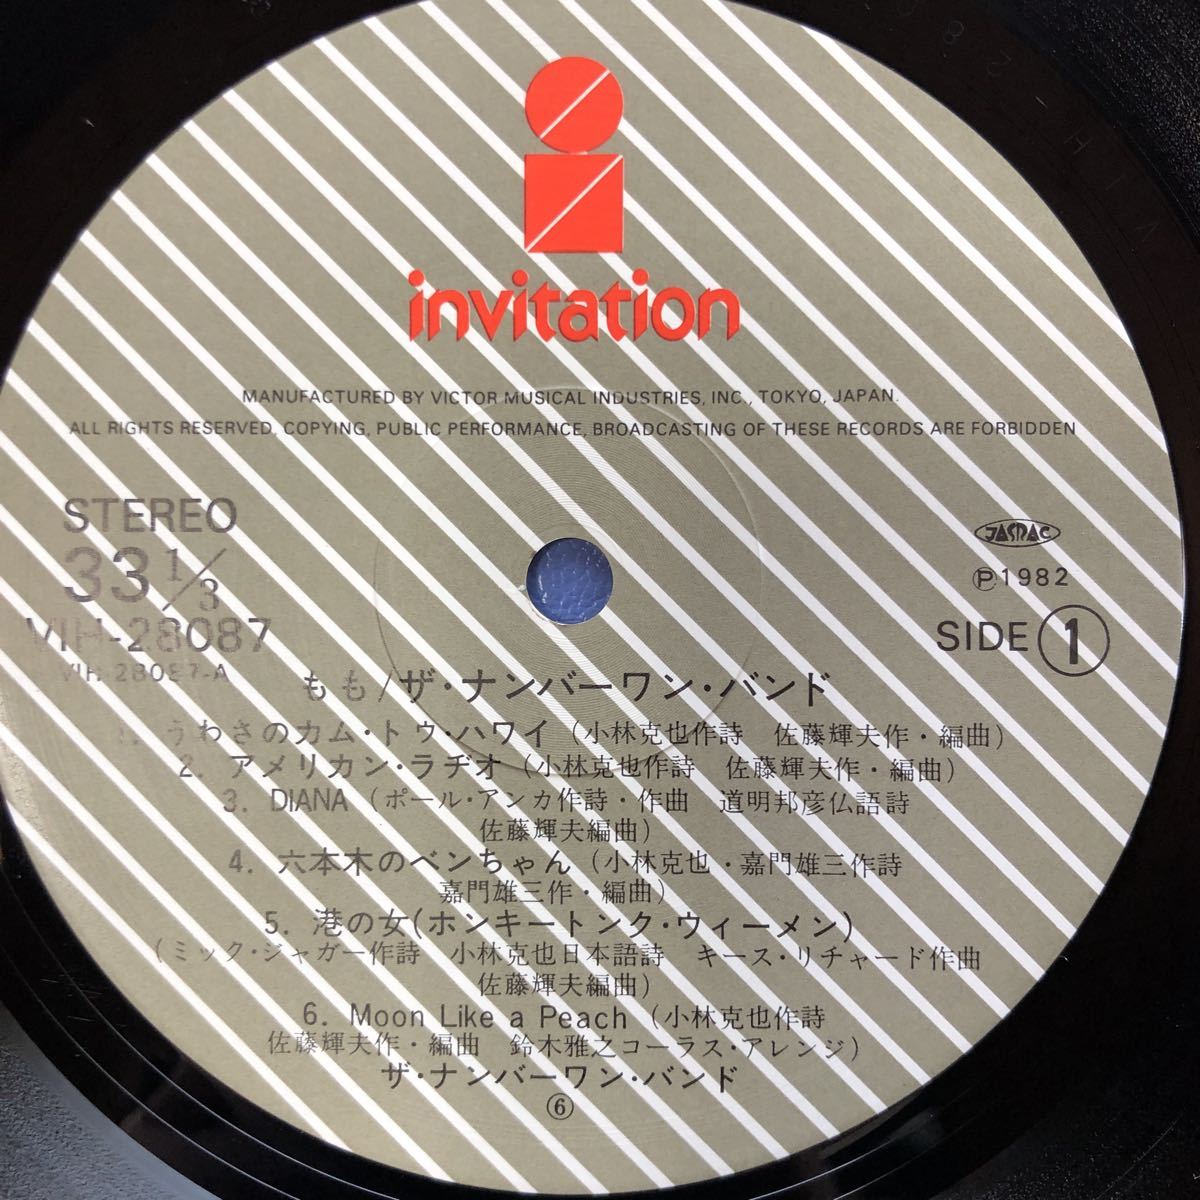 invitation
MANUFACTURED BY VICTOR MUSICAL INDUSTRIES, INC., TOKYO, JAPAN.
ALL RIGHTS RESERVED, COPYING, PUBLIC PERFORMANCE, BROADCASTING OF THESE RECORDS ARE FORBIDDEN
STEREO
33 1/3
VIH-28087
VIH-28087-A
JASRAC
Ⓟ1982
SIDE 1
もも/ザ・ナンバーワン・バンド
1. うわさのカム・トゥ・ハワイ (小林克也作詩 佐藤輝夫作・編曲)
2. アメリカン・ラヂオ (小林克也作詩 佐藤輝夫作・編曲)
3. DIANA (ポール・アンカ作詩・作曲 道明邦彦仏語詩
佐藤輝夫編曲)
4. 六本木のベンちゃん (小林克也・嘉門雄三作詩
嘉門雄三作・編曲)
5. 港の女(ホンキートンク・ウィーメン)
(ミック・ジャガー作詩 小林克也日本語詩 キース・リチャード作曲
佐藤輝夫編曲)
6. Moon Like a Peach (小林克也作詩
佐藤輝夫作・編曲 鈴木雅之コーラス・アレンジ)
ザ・ナンバーワン・バンド
⑥